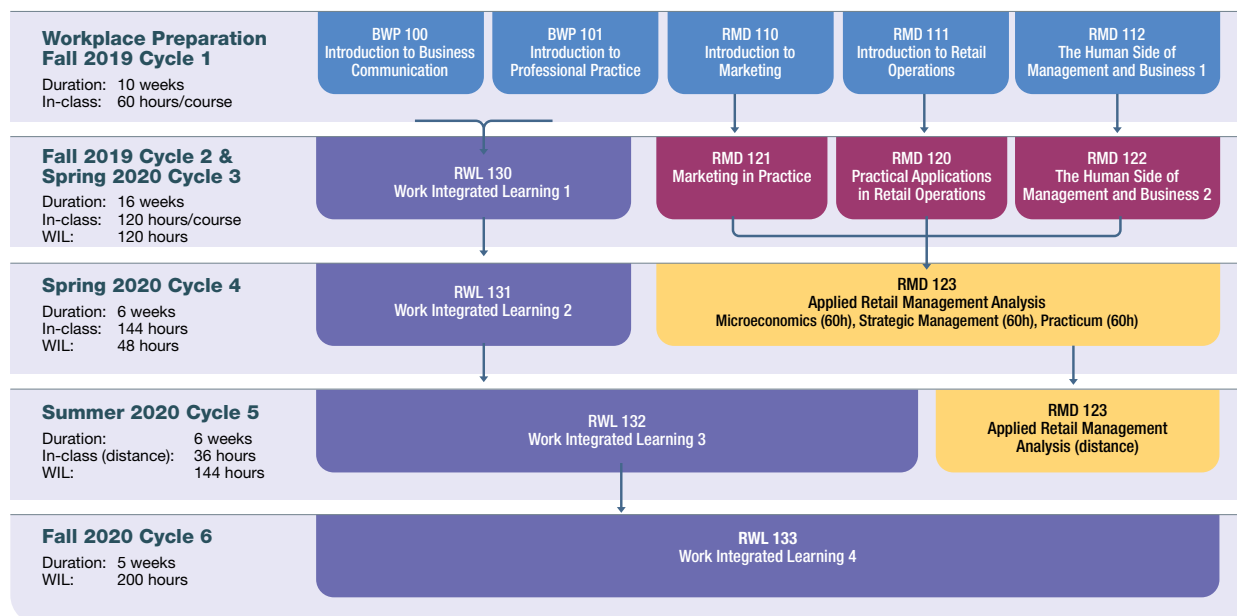 Workplace Preparation
Fall 2019 Cycle 1
Duration: 10 weeks
In-class: 60 hours/course
BWP 100
Introduction to Business
Communication
BWP 101
Introduction to
Professional Practice
RMD 110
Introduction to
Marketing
RMD 111
Introduction to Retail
Operations
RMD 112
The Human Side of
Management and Business 1
Fall 2019 Cycle 2 &
Spring 2020 Cycle 3
Duration: 16 weeks
In-class: 120 hours/course
WIL: 120 hours
RWL 130
Work Integrated Learning 1
RMD 121
Marketing in Practice
RMD 120
Practical Applications
in Retail Operations
RMD 122
The Human Side of
Management and Business 2
Spring 2020 Cycle 4
Duration: 6 weeks
In-class: 144 hours
WIL: 48 hours
RWL 131
Work Integrated Learning 2
RMD 123
Applied Retail Management Analysis
Microeconomics (60h), Strategic Management (60h), Practicum (60h)
Summer 2020 Cycle 5
Duration: 6 weeks
In-class (distance): 36 hours
WIL: 144 hours
RWL 132
Work Integrated Learning 3
RMD 123
Applied Retail Management
Analysis (distance)
Fall 2020 Cycle 6
Duration: 5 weeks
WIL: 200 hours
RWL 133
Work Integrated Learning 4